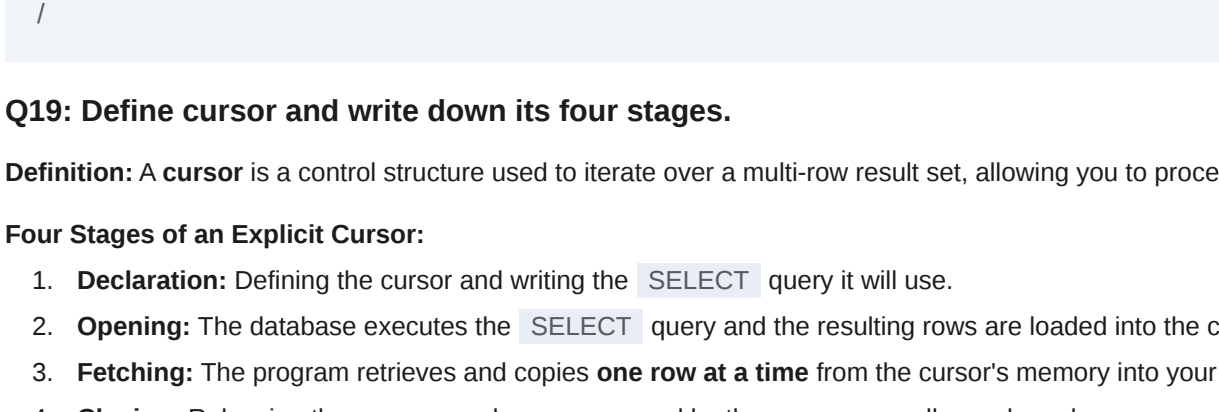 /
Q19: Define cursor and write down its four stages.
Definition: A cursor is a control structure used to iterate over a multi-row result set, allowing you to proce
Four Stages of an Explicit Cursor:
1. Declaration: Defining the cursor and writing the SELECT query it will use.
2. Opening: The database executes the SELECT query and the resulting rows are loaded into the c
3. Fetching: The program retrieves and copies one row at a time from the cursor's memory into your